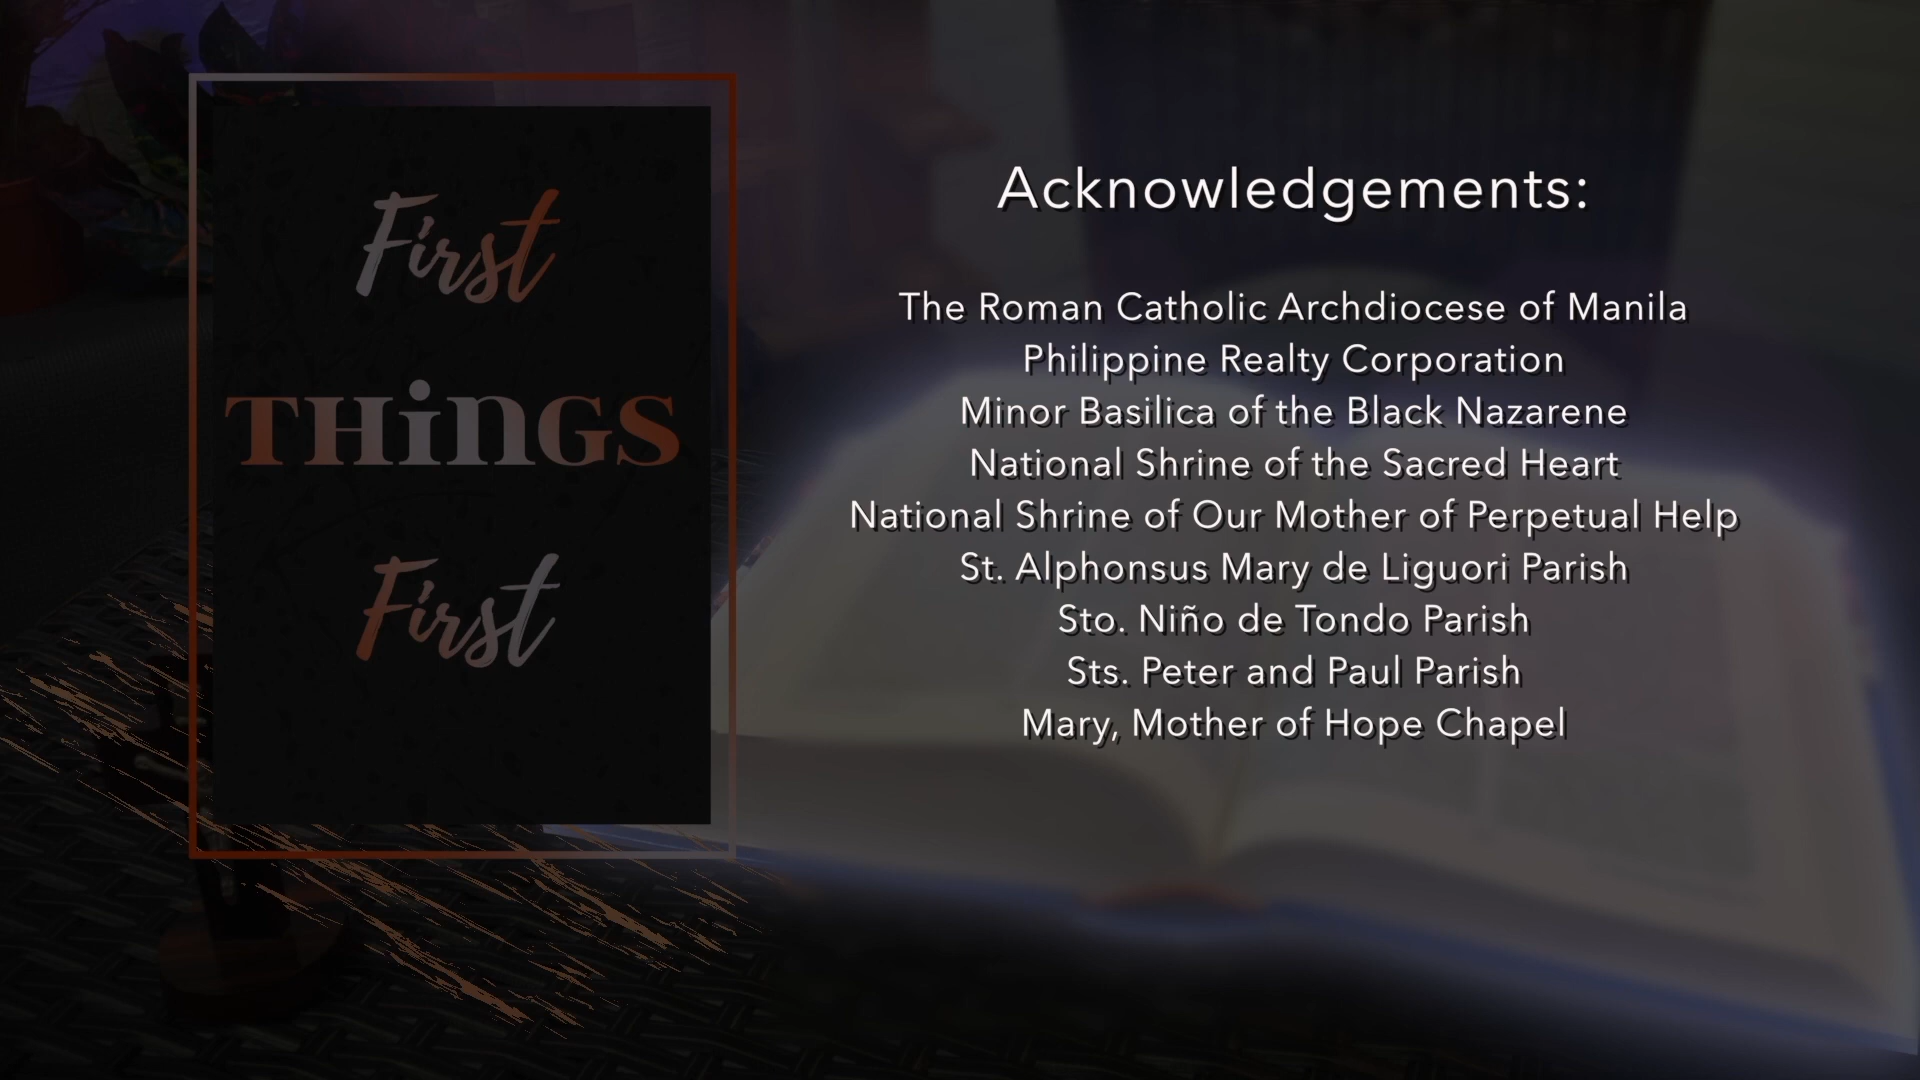 First
THiNGS
First
Acknowledgements:
The Roman Catholic Archdiocese of Manila
Philippine Realty Corporation
Minor Basilica of the Black Nazarene
National Shrine of the Sacred Heart
National Shrine of Our Mother of Perpetual Help
St. Alphonsus Mary de Liguori Parish
Sto. Niño de Tondo Parish
Sts. Peter and Paul Parish
Mary, Mother of Hope Chapel